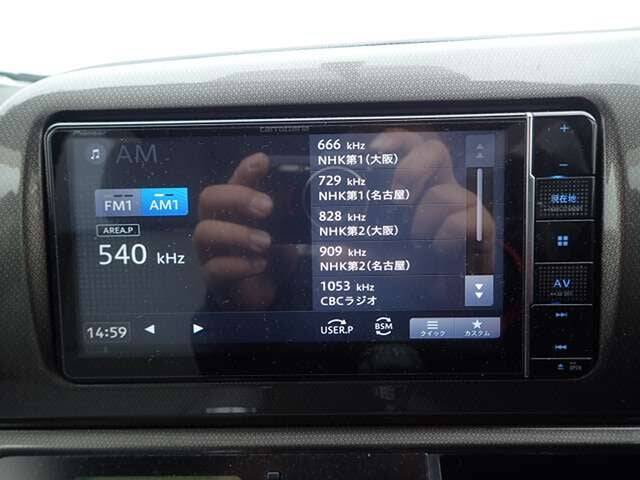 Pioneer
carrozzeria
AM
FM1 AM1
AREA.P
540 kHz
666 kHz
NHK第1(大阪)
729 kHz
NHK第1(名古屋)
828 kHz
NHK第2(大阪)
909 kHz
NHK第2(名古屋)
1053 kHz
CBCラジオ
14:59
USER.P
BSM
クイック
カスタム
+
−
現在地
AV
OPEN